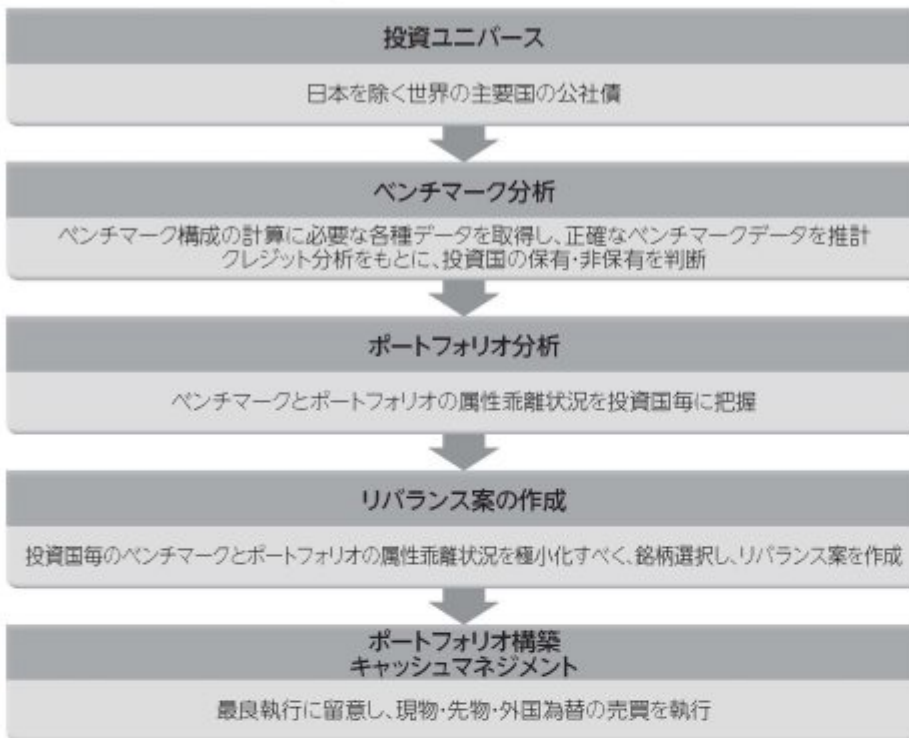 投資ユニバース
日本を除く世界の主要国の公社債
ベンチマーク分析
ベンチマーク構成の計算に必要な各種データを取得し、正確なベンチマークデータを推計
クレジット分析をもとに、投資国の保有・非保有を判断
ポートフォリオ分析
ベンチマークとポートフォリオの属性乖離状況を投資国毎に把握
リバランス案の作成
投資国毎のベンチマークとポートフォリオの属性乖離状況を極小化すべく、銘柄選択し、リバランス案を作成
ポートフォリオ構築
キャッシュマネジメント
最良執行に留意し、現物・先物・外国為替の売買を執行